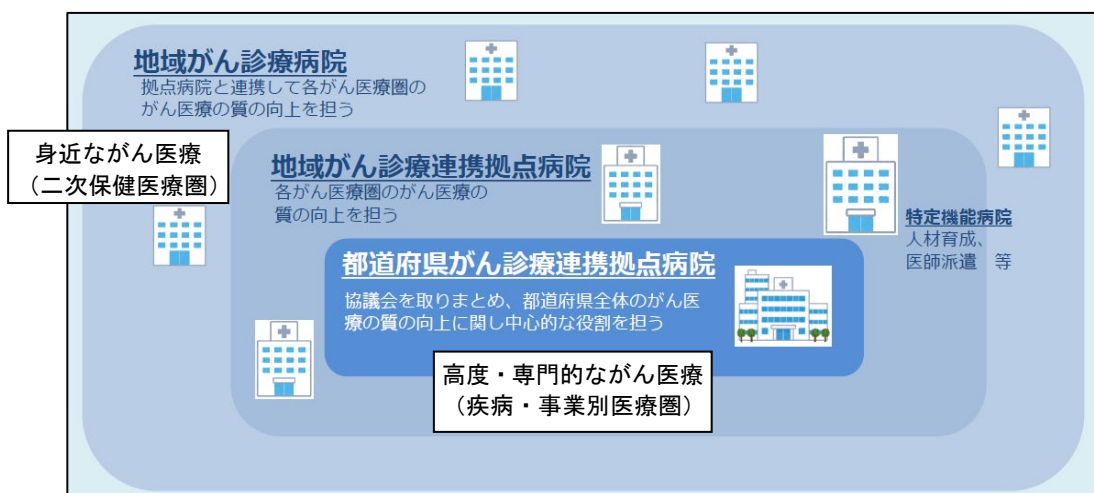 地域がん診療病院
拠点病院と連携して各がん医療圏の
がん医療の質の向上を担う
身近ながん医療
（二次保健医療圏）
地域がん診療連携拠点病院
各がん医療圏のがん医療の
質の向上を担う
特定機能病院
人材育成、
医師派遣　等
都道府県がん診療連携拠点病院
協議会を取りまとめ、都道府県全体のがん医
療の質の向上に関し中心的な役割を担う
高度・専門的ながん医療
（疾病・事業別医療圏）